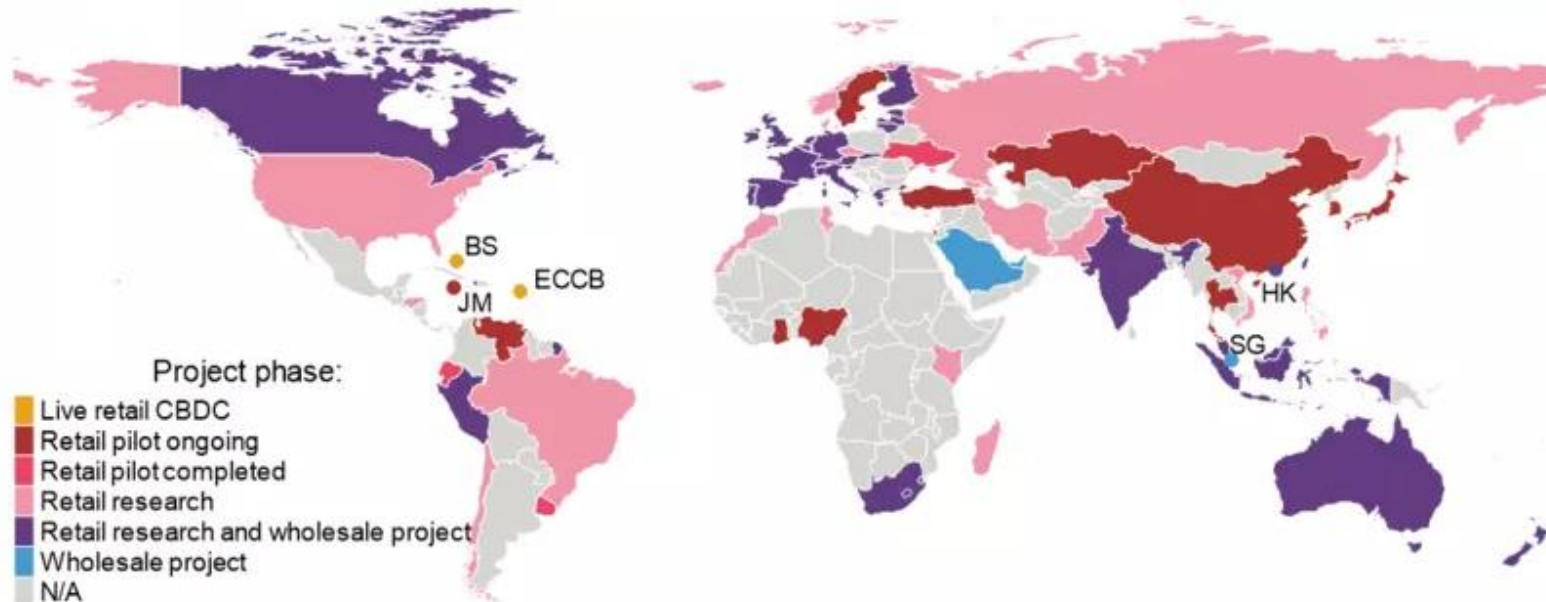 BS
ECCB
JM
HK
SG
Project phase:
Live retail CBDC
Retail pilot ongoing
Retail pilot completed
Retail research
Retail research and wholesale project
Wholesale project
N/A